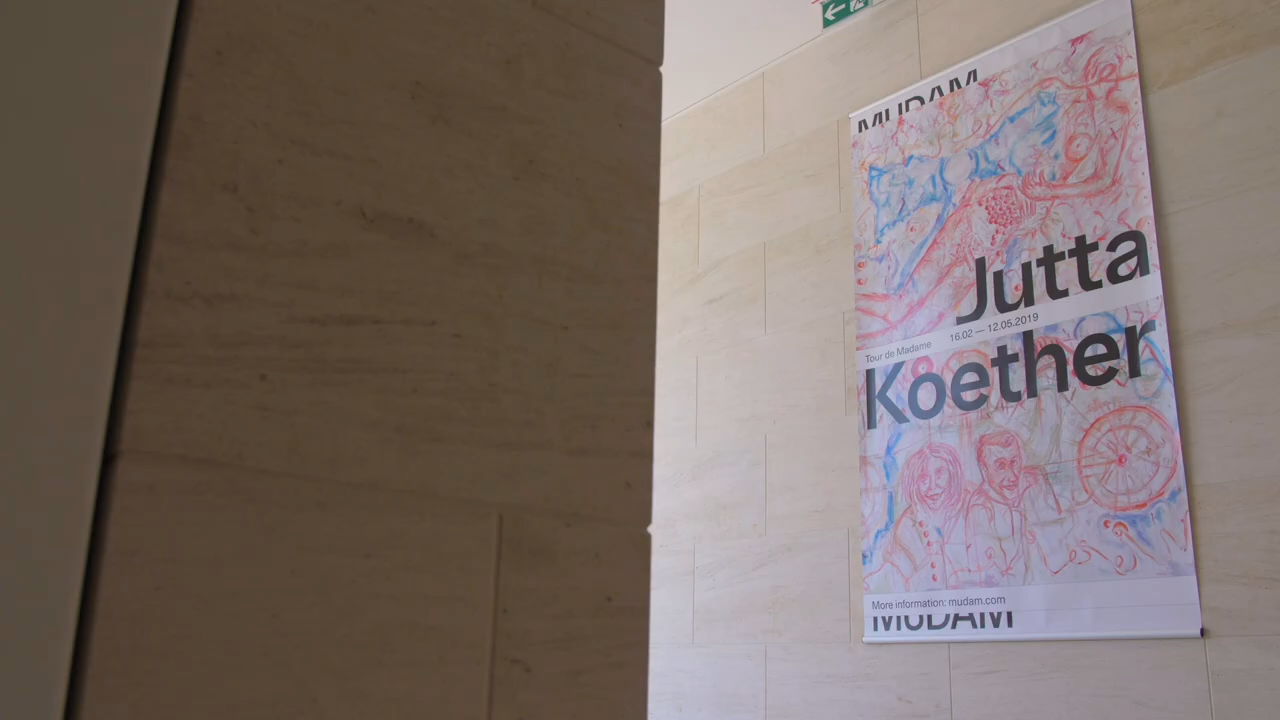 MUDAM
Jutta
Tour de Madame 16.02 — 12.05.2019
Koether
More information: mudam.com
MUDAM